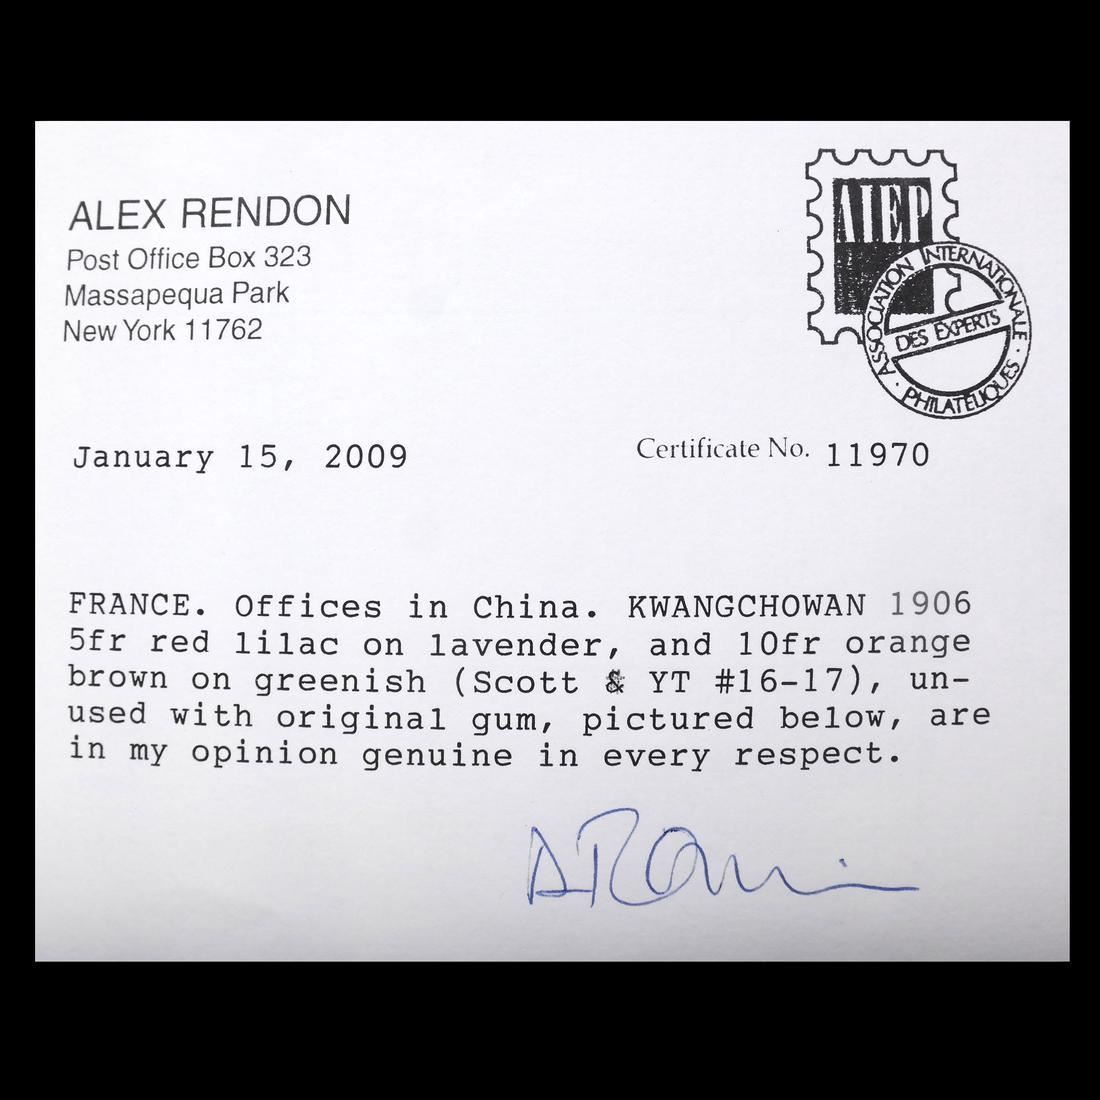 ALEX RENDON
Post Office Box 323
Massapequa Park
New York 11762
AIEP
ASSOCIATION INTERNATIONALE
DES EXPERTS
· PHILATELIQUES ·
January 15, 2009
Certificate No. 11970
FRANCE. Offices in China. KWANGCHOWAN 1906
5fr red lilac on lavender, and 10fr orange
brown on greenish (Scott & YT #16-17), un-
used with original gum, pictured below, are
in my opinion genuine in every respect.